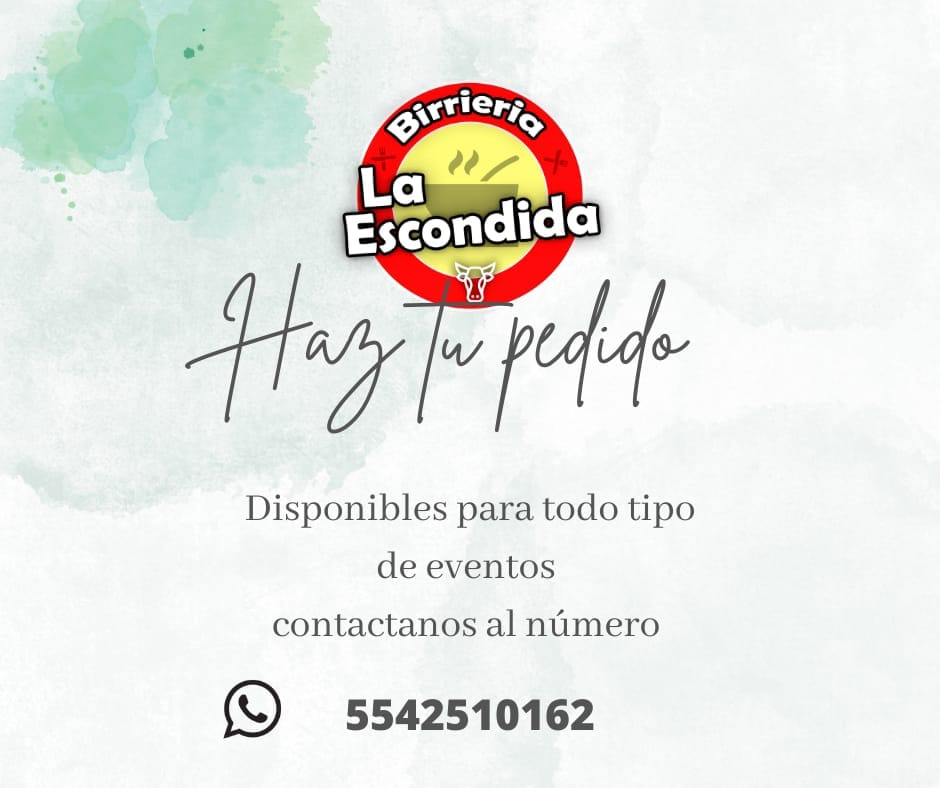 Birrieria
La
Escondida
Haz tu pedido
Disponibles para todo tipo
de eventos
contactanos al número
5542510162